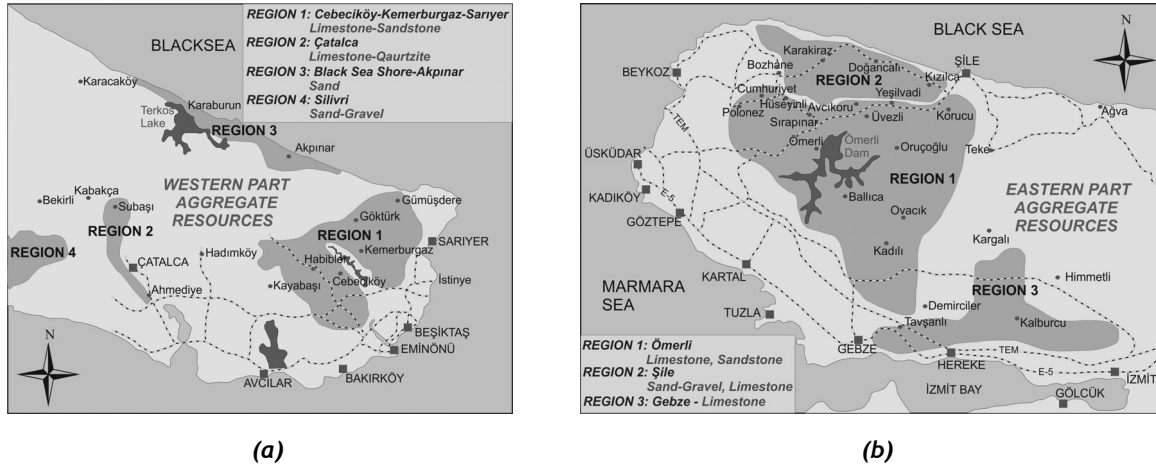 REGION 1: Cebeciköy-Kemerburgaz-Sarıyer
Limestone-Sandstone
REGION 2: Çatalca
Limestone-Qaurtzite
REGION 3: Black Sea Shore-Akpınar
Sand
REGION 4: Silivri
Sand-Gravel
BLACKSEA
Karacaköy
Terkos
Lake
Karaburun
REGION 3
Akpınar
WESTERN PART
AGGREGATE
RESOURCES
Kabakça
Bekirli
Subaşı
REGION 2
REGION 4
ÇATALCA
Hadımköy
Ahmediye
Gümüşdere
Göktürk
REGION 1
SARIYER
Kemerburgaz
Habibler
Cebeciköy
Kayabaşı
İstinye
BEŞİKTAŞ
EMİNÖNÜ
BAKIRKÖY
AVCILAR
N
(a)
BLACK SEA
N
Karakiraz
Bozhane
Doğancalı
ŞİLE
BEYKOZ
REGION 2
Kızılca
Cumhuriyet
Hüseyinli
Avcıkoru
Yeşilvadi
Polonez
Sırapınar
Üvezli
Korucu
Ağva
TEM
Ömerli
Ömerli
Dam
Oruçoğlu
Teke
ÜSKÜDAR
REGION 1
KADIKÖY
E-5
Ballıca
EASTERN PART
AGGREGATE
RESOURCES
GÖZTEPE
Ovacık
Kadılı
Kargalı
KARTAL
Himmetli
MARMARA
SEA
REGION 3
TUZLA
Demirciler
Tavşanlı
Kalburcu
GEBZE
HEREKE
TEM
E-5
İZMİT
İZMİT BAY
GÖLCÜK
REGION 1: Ömerli
Limestone, Sandstone
REGION 2: Şile
Sand-Gravel, Limestone
REGION 3: Gebze - Limestone
(b)